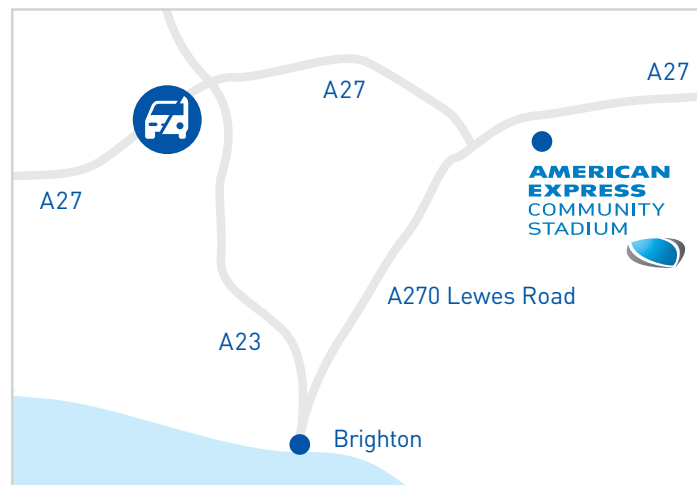 A27
A27
A27
AMERICAN
EXPRESS
COMMUNITY
STADIUM
A270 Lewes Road
A23
Brighton